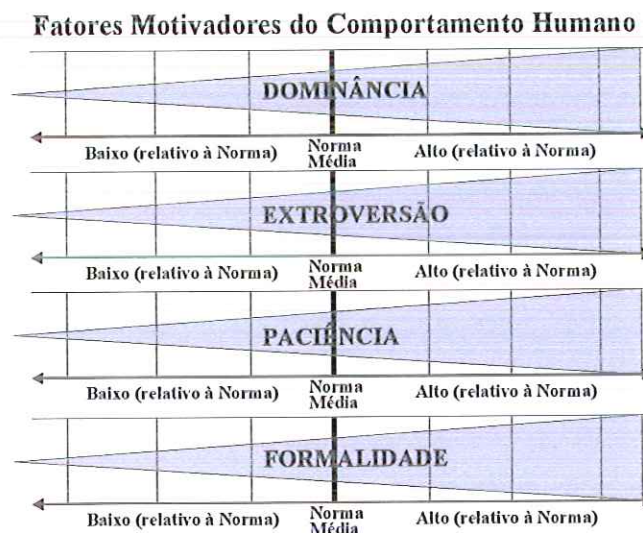 Fatores Motivadores do Comportamento Humano
DOMINÂNCIA
Baixo (relativo à Norma) Norma Média Alto (relativo à Norma)
EXTROVERSÃO
Baixo (relativo à Norma) Norma Média Alto (relativo à Norma)
PACIÊNCIA
Baixo (relativo à Norma) Norma Média Alto (relativo à Norma)
FORMALIDADE
Baixo (relativo à Norma) Norma Média Alto (relativo à Norma)